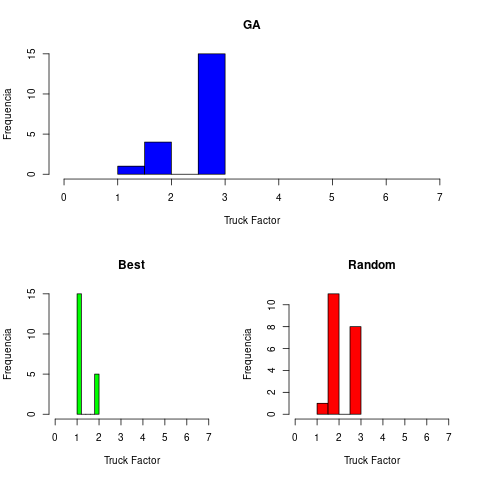 GA
Frequencia
0 5 10 15
0 1 2 3 4 5 6 7
Truck Factor
Best
Frequencia
0 5 10 15
0 1 2 3 4 5 6 7
Truck Factor
Random
Frequencia
0 2 4 6 8 10
0 1 2 3 4 5 6 7
Truck Factor